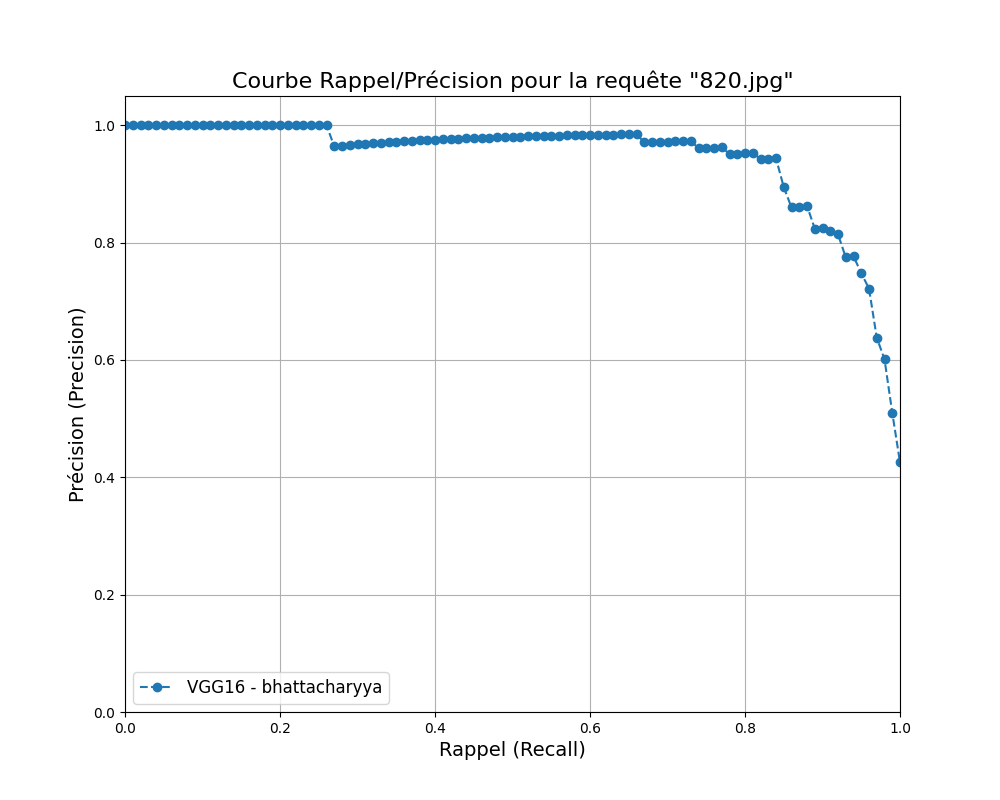 Courbe Rappel/Précision pour la requête "820.jpg"
Précision (Precision)
1.0
0.8
0.6
0.4
0.2
0.0
VGG16 - bhattacharyya
0.0 0.2 0.4 0.6 0.8 1.0
Rappel (Recall)